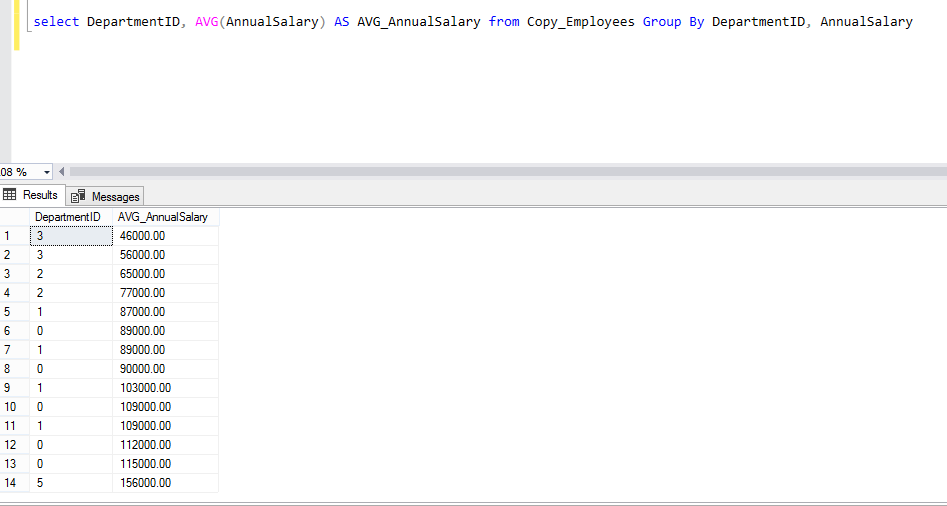 select DepartmentID, AVG(AnnualSalary) AS AVG_AnnualSalary from Copy_Employees Group By DepartmentID, AnnualSalary
08 %
Results Messages
DepartmentID AVG_AnnualSalary
1 3 46000.00
2 3 56000.00
3 2 65000.00
4 2 77000.00
5 1 87000.00
6 0 89000.00
7 1 89000.00
8 0 90000.00
9 1 103000.00
10 0 109000.00
11 1 109000.00
12 0 112000.00
13 0 115000.00
14 5 156000.00